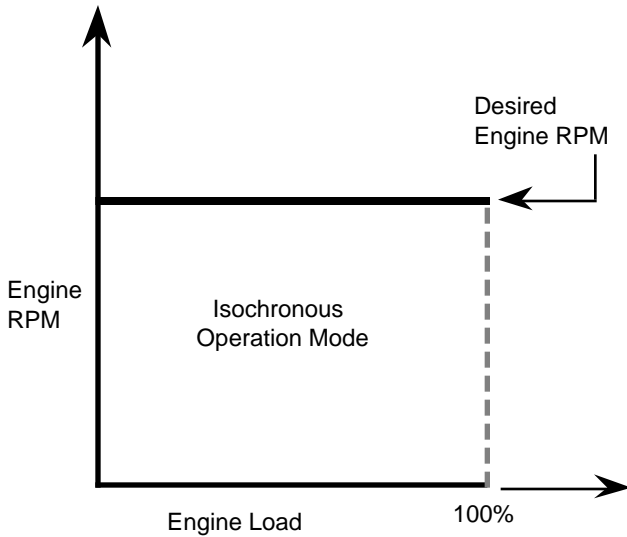 Desired
Engine RPM
Engine
RPM
Isochronous
Operation Mode
Engine Load
100%